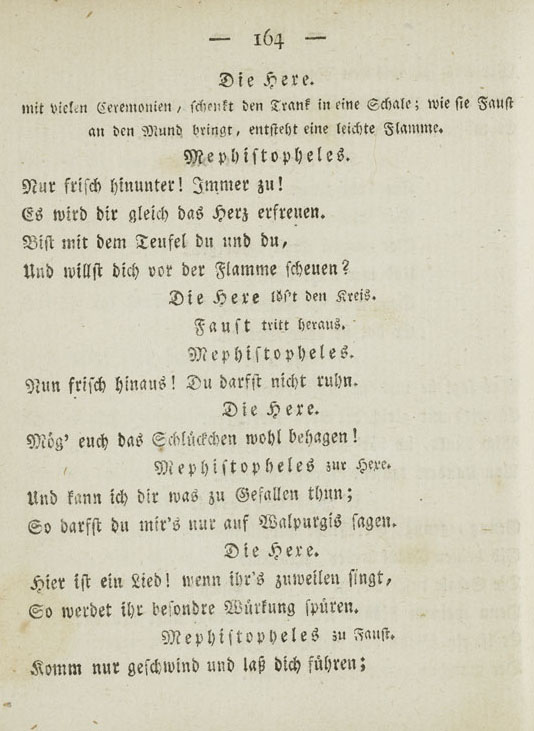 — 164 —
Die Hexe.
mit vielen Ceremonien, schenkt den Trank in eine Schale; wie sie Faust
an den Mund bringt, entsteht eine leichte Flamme.
Mephistopheles.
Nur frisch hinunter! Immer zu!
Es wird dir gleich das Herz erfreuen.
Bist mit dem Teufel du und du,
Und willst dich vor der Flamme scheuen?
Die Hexe lös't den Kreis.
Faust tritt heraus.
Mephistopheles.
Nun frisch hinaus! Du darfst nicht ruhn.
Die Hexe.
Mög' euch das Schlückchen wohl behagen!
Mephistopheles zur Hexe.
Und kann ich dir was zu Gefallen thun;
So darfst du mir's nur auf Walpurgis sagen.
Die Hexe.
Hier ist ein Lied! wenn ihr's zuweilen singt,
So werdet ihr besondre Würkung spüren.
Mephistopheles zu Faust.
Komm nur geschwind und laß dich führen;